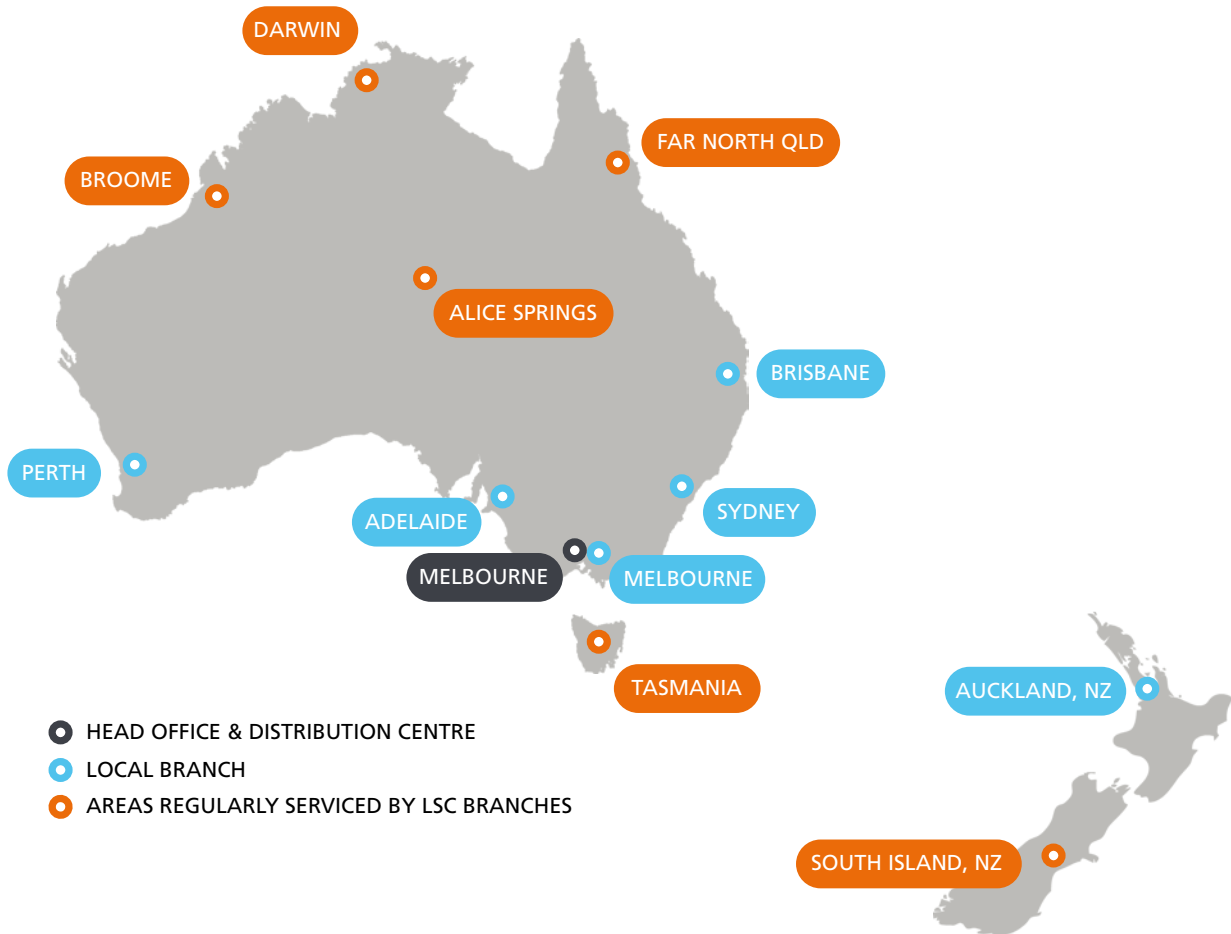 DARWIN
FAR NORTH QLD
BROOME
ALICE SPRINGS
BRISBANE
PERTH
SYDNEY
ADELAIDE
MELBOURNE
MELBOURNE
TASMANIA
AUCKLAND, NZ
HEAD OFFICE & DISTRIBUTION CENTRE
LOCAL BRANCH
AREAS REGULARLY SERVICED BY LSC BRANCHES
SOUTH ISLAND, NZ